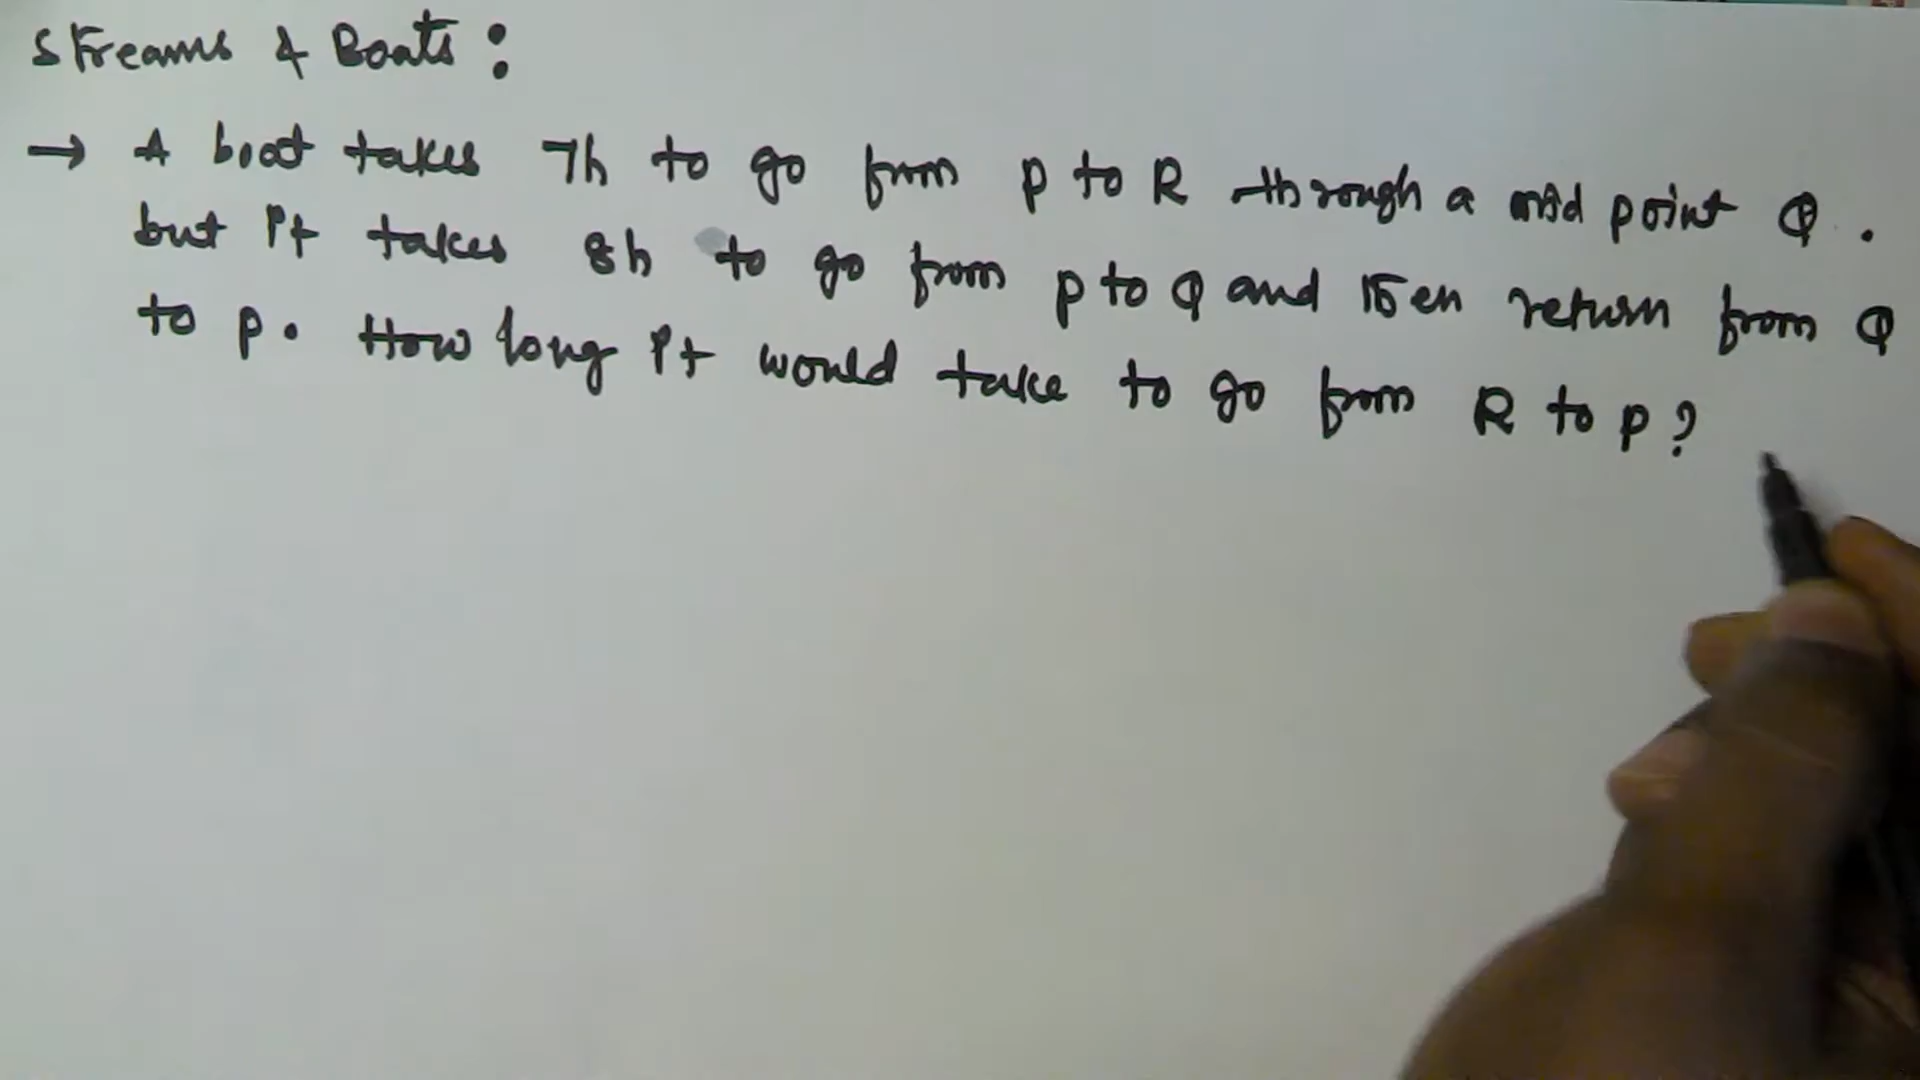 Streams & Boats :
→ A boat takes 7h to go from P to R through a mid point Q.
but it takes 8h to go from P to Q and then return from Q
to P. How long it would take to go from R to P?